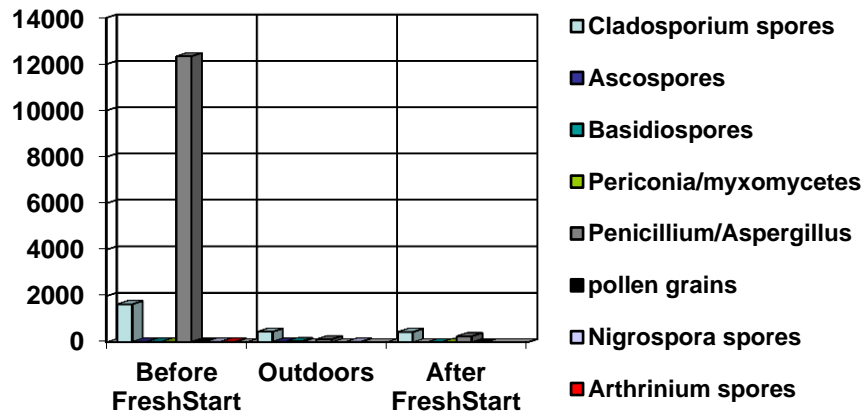 14000
12000
10000
8000
6000
4000
2000
0
Before
FreshStart
Outdoors
After
FreshStart
Cladosporium spores
Ascospores
Basidiospores
Periconia/myxomycetes
Penicillium/Aspergillus
pollen grains
Nigrospora spores
Arthrinium spores